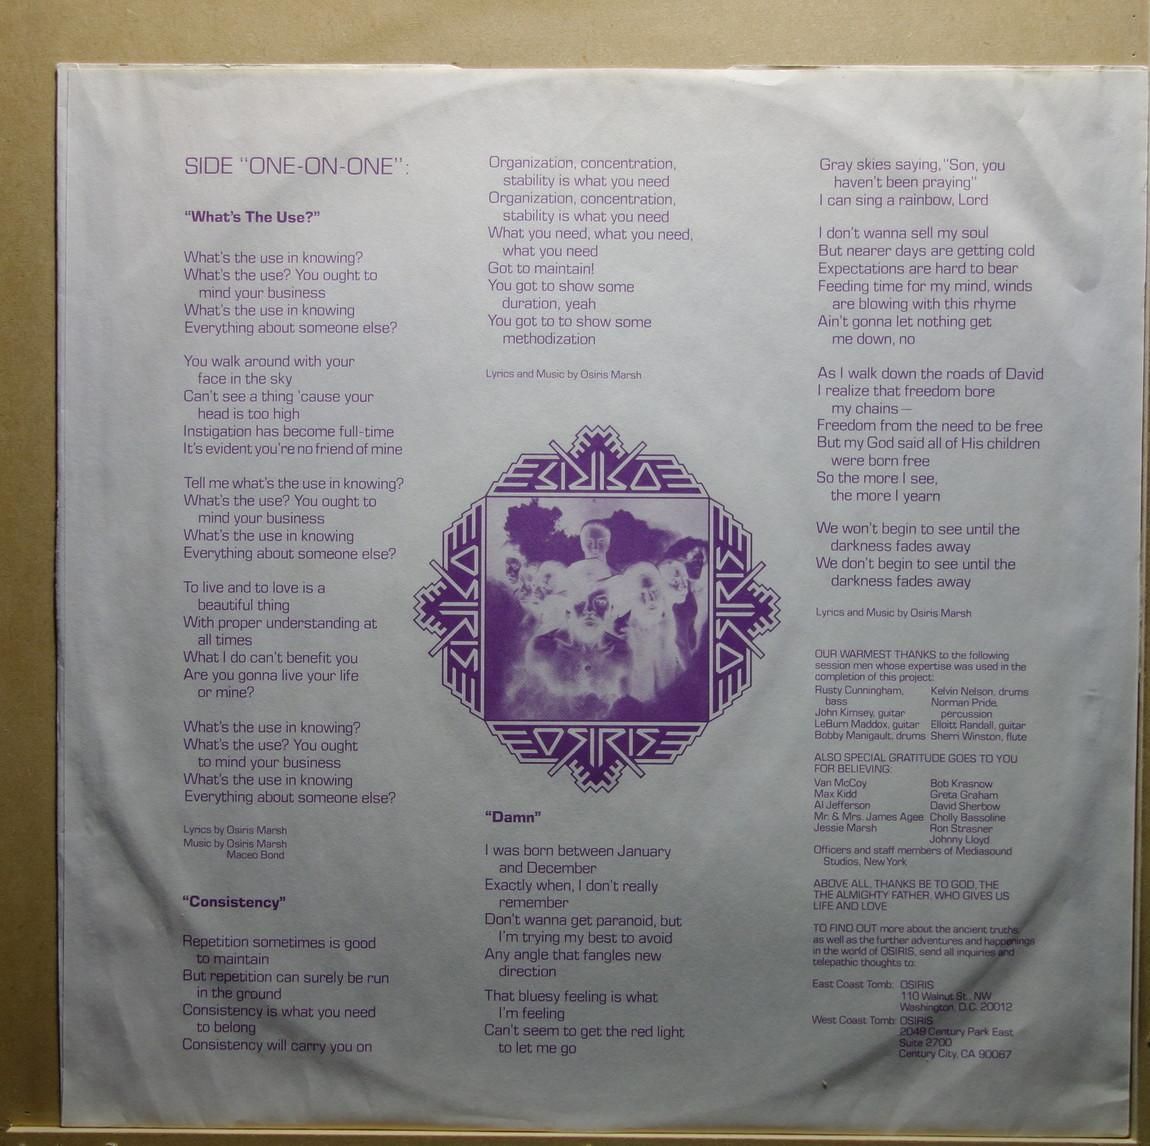 SIDE "ONE-ON-ONE":
"What's The Use?"
What's the use in knowing?
What's the use? You ought to
mind your business
What's the use in knowing
Everything about someone else?
You walk around with your
face in the sky
Can't see a thing 'cause your
head is too high
Instigation has become full-time
It's evident you're no friend of mine
Tell me what's the use in knowing?
What's the use? You ought to
mind your business
What's the use in knowing
Everything about someone else?
To live and to love is a
beautiful thing
With proper understanding at
all times
What I do can't benefit you
Are you gonna live your life
or mine?
What's the use in knowing?
What's the use? You ought
to mind your business
What's the use in knowing
Everything about someone else?
Lyrics by Osiris Marsh
Music by Osiris Marsh
Maceo Bond
"Consistency"
Repetition sometimes is good
to maintain
But repetition can surely be run
in the ground
Consistency is what you need
to belong
Consistency will carry you on
Organization, concentration,
stability is what you need
Organization, concentration,
stability is what you need
What you need, what you need,
what you need
Got to maintain!
You got to show some
duration, yeah
You got to to show some
methodization
Lyrics and Music by Osiris Marsh
OSIRIS
OSIRIS
OSIRIS
OSIRIS
"Damn"
I was born between January
and December
Exactly when, I don't really
remember
Don't wanna get paranoid, but
I'm trying my best to avoid
Any angle that fangles new
direction
That bluesy feeling is what
I'm feeling
Can't seem to get the red light
to let me go
Gray skies saying, "Son, you
haven't been praying"
I can sing a rainbow, Lord
I don't wanna sell my soul
But nearer days are getting cold
Expectations are hard to bear
Feeding time for my mind, winds
are blowing with this rhyme
Ain't gonna let nothing get
me down, no
As I walk down the roads of David
I realize that freedom bore
my chains —
Freedom from the need to be free
But my God said all of His children
were born free
So the more I see,
the more I yearn
We won't begin to see until the
darkness fades away
We don't begin to see until the
darkness fades away
Lyrics and Music by Osiris Marsh
OUR WARMEST THANKS to the following
session men whose expertise was used in the
completion of this project:
Rusty Cunningham,
bass
John Kimsey, guitar
LeBurn Maddox, guitar
Bobby Manigault, drums
Kelvin Nelson, drums
Norman Pride,
percussion
Elloitt Randall, guitar
Sherri Winston, flute
ALSO SPECIAL GRATITUDE GOES TO YOU
FOR BELIEVING:
Van McCoy
Max Kidd
Al Jefferson
Mr. & Mrs. James Agee
Jessie Marsh
Bob Krasnow
Greta Graham
David Sherbow
Cholly Bassoline
Ron Strasner
Johnny Lloyd
Officers and staff members of Mediasound
Studios, New York
ABOVE ALL, THANKS BE TO GOD, THE
THE ALMIGHTY FATHER, WHO GIVES US
LIFE AND LOVE
TO FIND OUT more about the ancient truths,
as well as the further adventures and happenings
in the world of OSIRIS, send all inquiries and
telepathic thoughts to:
East Coast Tomb: OSIRIS
110 Walnut St., NW
Washington, D.C. 20012
West Coast Tomb: OSIRIS
2049 Century Park East
Suite 2700
Century City, CA 90067